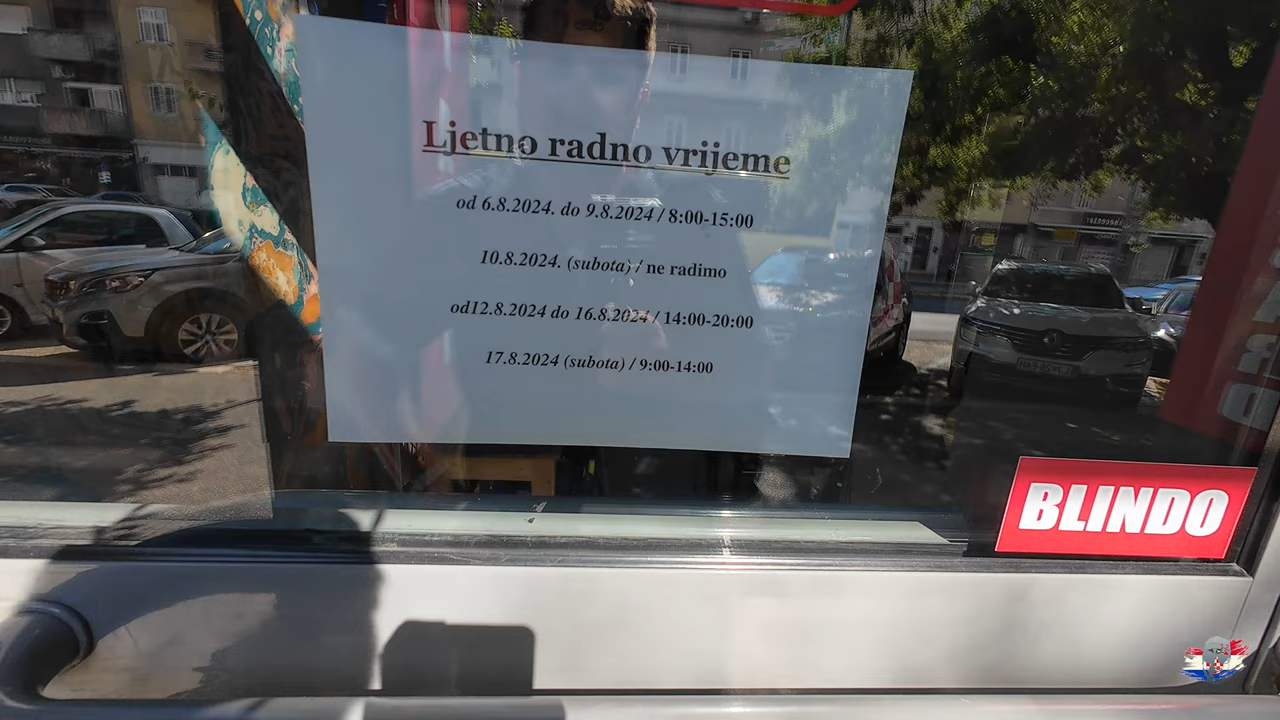 Ljetno radno vrijeme
od 6.8.2024. do 9.8.2024 / 8:00-15:00
10.8.2024. (subota) / ne radimo
od12.8.2024 do 16.8.2024 / 14:00-20:00
17.8.2024 (subota) / 9:00-14:00
BLINDO